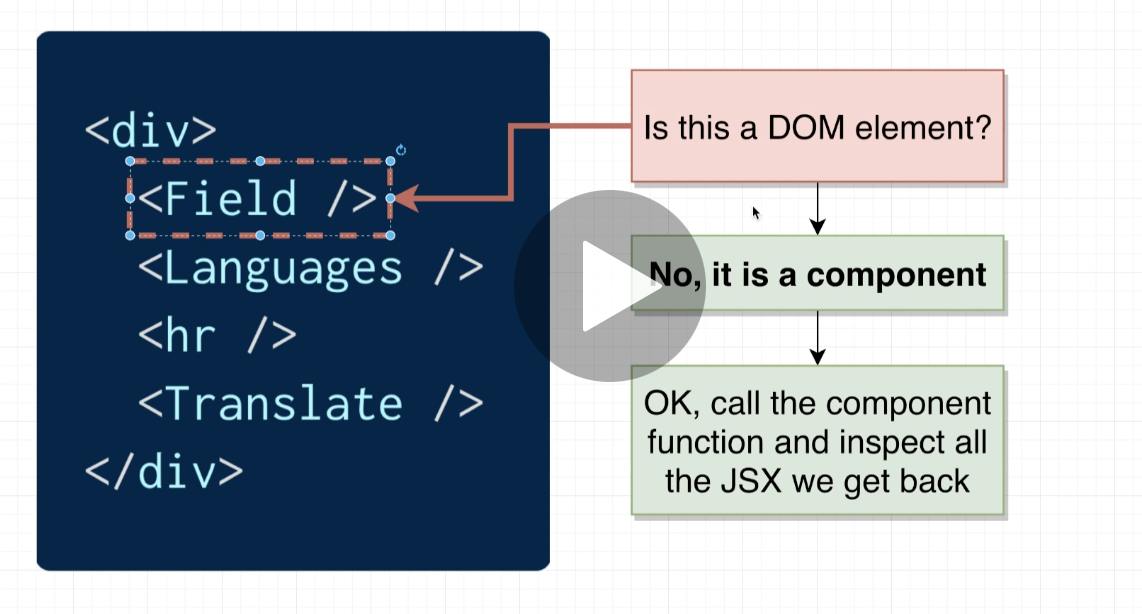 <div>
<Field />
<Languages />
<hr />
<Translate />
</div>
Is this a DOM element?
No, it is a component
OK, call the component
function and inspect all
the JSX we get back